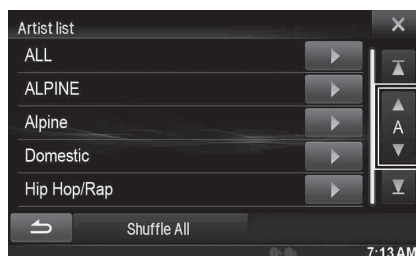 Artist list
ALL
ALPINE
Alpine
A
Domestic
Hip Hop/Rap
Shuffle All
7:13 AM